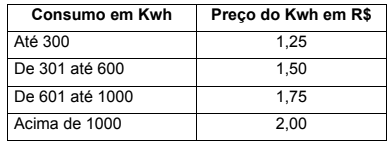 Consumo em Kwh Preço do Kwh em R$
Até 300 1,25
De 301 até 600 1,50
De 601 até 1000 1,75
Acima de 1000 2,00